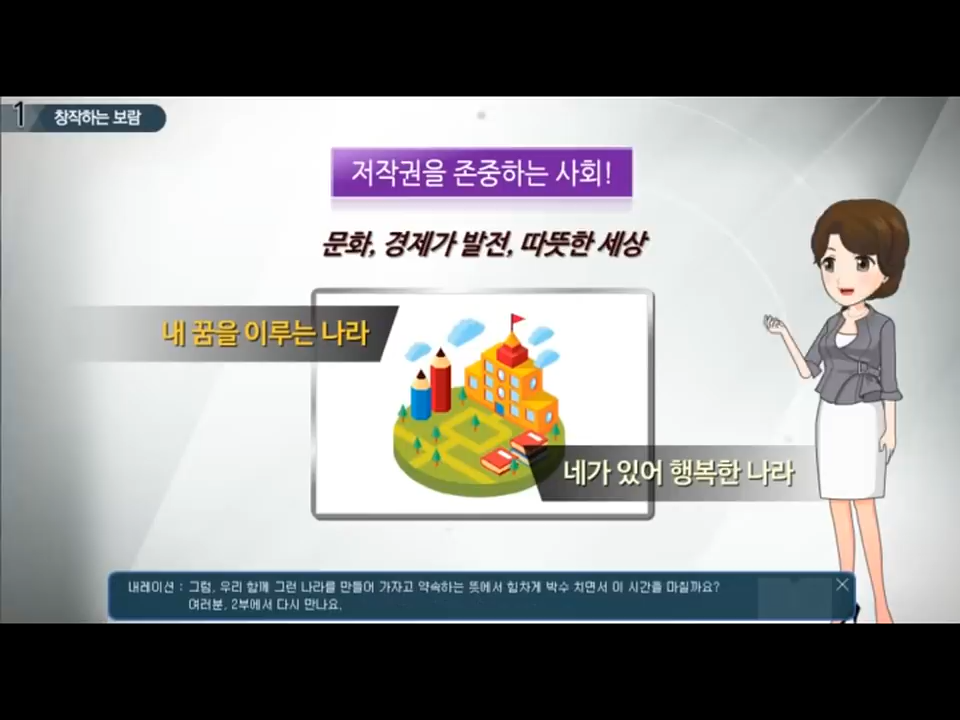 1 창작하는 보람
저작권을 존중하는 사회!
문화, 경제가 발전, 따뜻한 세상
내 꿈을 이루는 나라
네가 있어 행복한 나라
내레이션 : 그럼, 우리 함께 그런 나라를 만들어 가자고 약속하는 뜻에서 힘차게 박수 치면서 이 시간을 마칠까요?
여러분, 2부에서 다시 만나요.